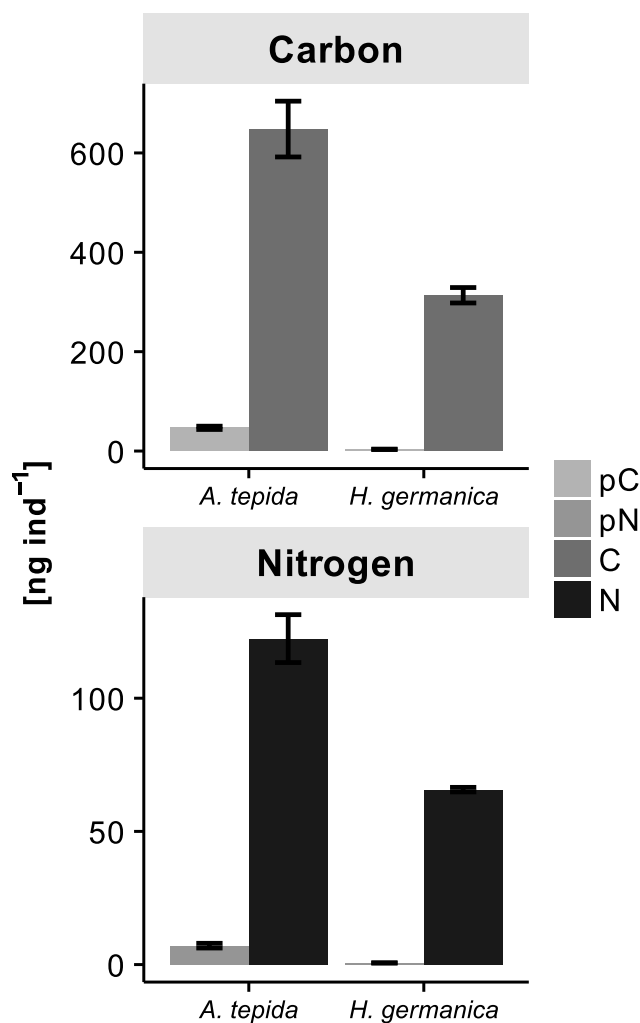 Carbon
600
400
200
0
A. tepida H. germanica
[ng ind⁻¹]
pC
pN
C
N
Nitrogen
100
50
0
A. tepida H. germanica